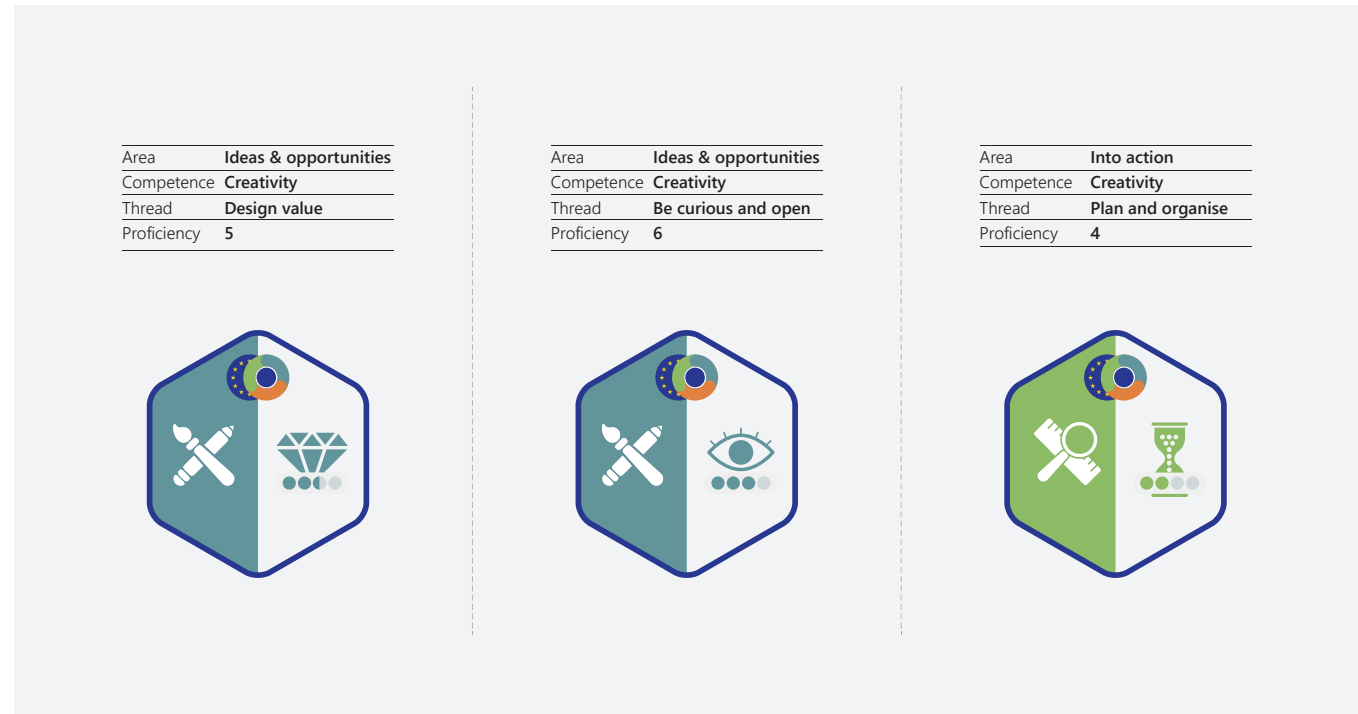 Area Ideas & opportunities
Competence Creativity
Thread Design value
Proficiency 5
Area Ideas & opportunities
Competence Creativity
Thread Be curious and open
Proficiency 6
Area Into action
Competence Creativity
Thread Plan and organise
Proficiency 4